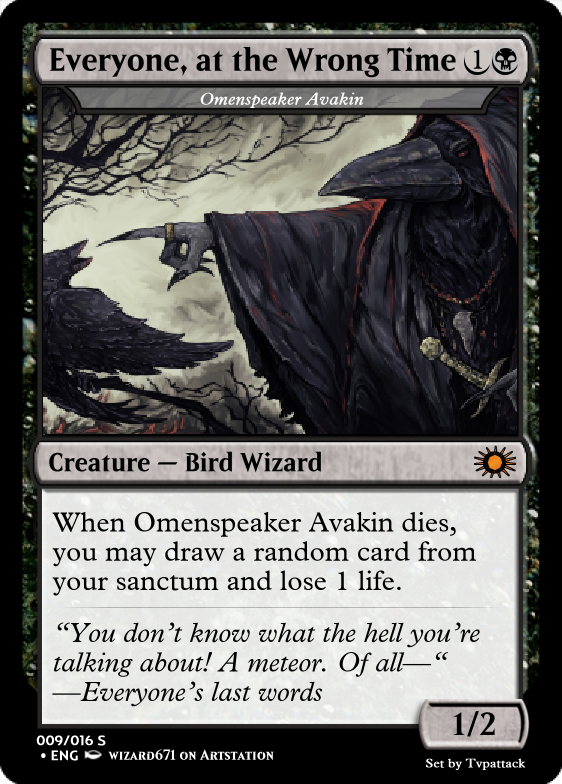 Everyone, at the Wrong Time 1
Omenspeaker Avakin
Creature — Bird Wizard
When Omenspeaker Avakin dies,
you may draw a random card from
your sanctum and lose 1 life.
“You don’t know what the hell you’re
talking about! A meteor. Of all—“
—Everyone’s last words
1/2
009/016 S
• ENG WIZARD671 ON ARTSTATION
Set by Tvpattack